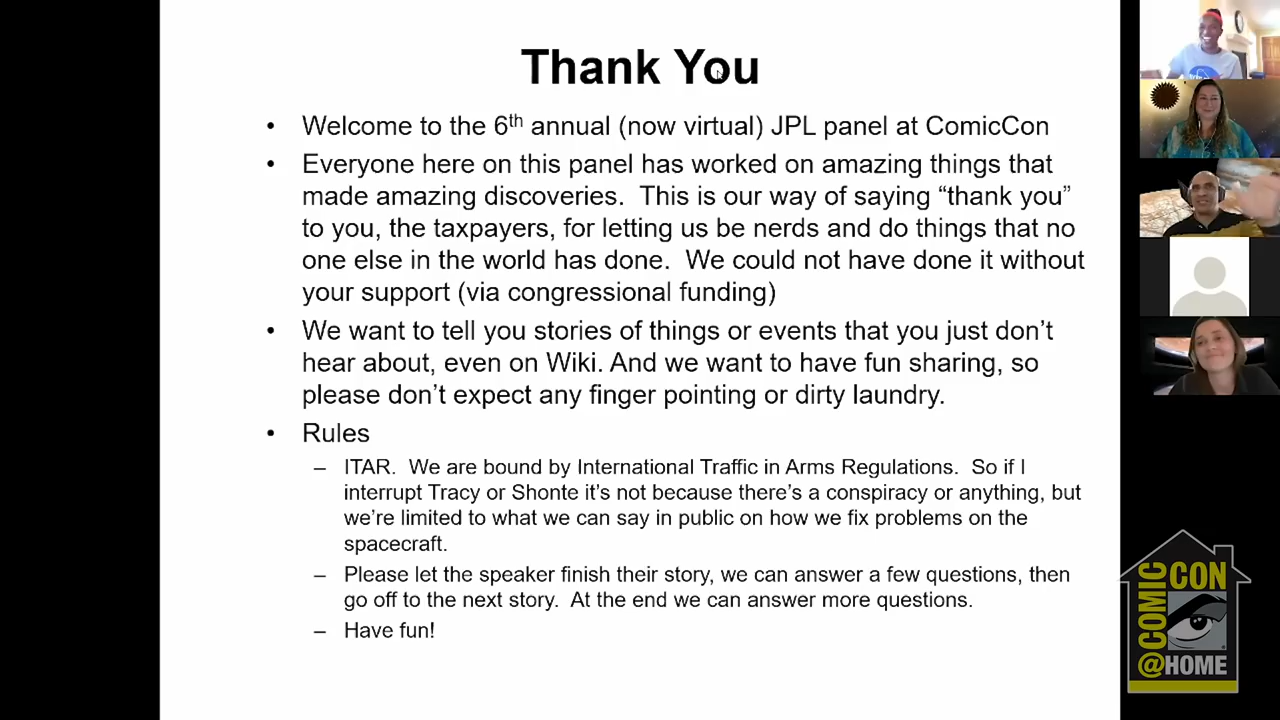 Thank You
• Welcome to the 6th annual (now virtual) JPL panel at ComicCon
• Everyone here on this panel has worked on amazing things that
made amazing discoveries.  This is our way of saying “thank you”
to you, the taxpayers, for letting us be nerds and do things that no
one else in the world has done.  We could not have done it without
your support (via congressional funding)
• We want to tell you stories of things or events that you just don’t
hear about, even on Wiki. And we want to have fun sharing, so
please don’t expect any finger pointing or dirty laundry.
• Rules
– ITAR.  We are bound by International Traffic in Arms Regulations.  So if I
interrupt Tracy or Shonte it’s not because there’s a conspiracy or anything, but
we’re limited to what we can say in public on how we fix problems on the
spacecraft.
– Please let the speaker finish their story, we can answer a few questions, then
go off to the next story.  At the end we can answer more questions.
– Have fun!
COMIC
CON
@HOME